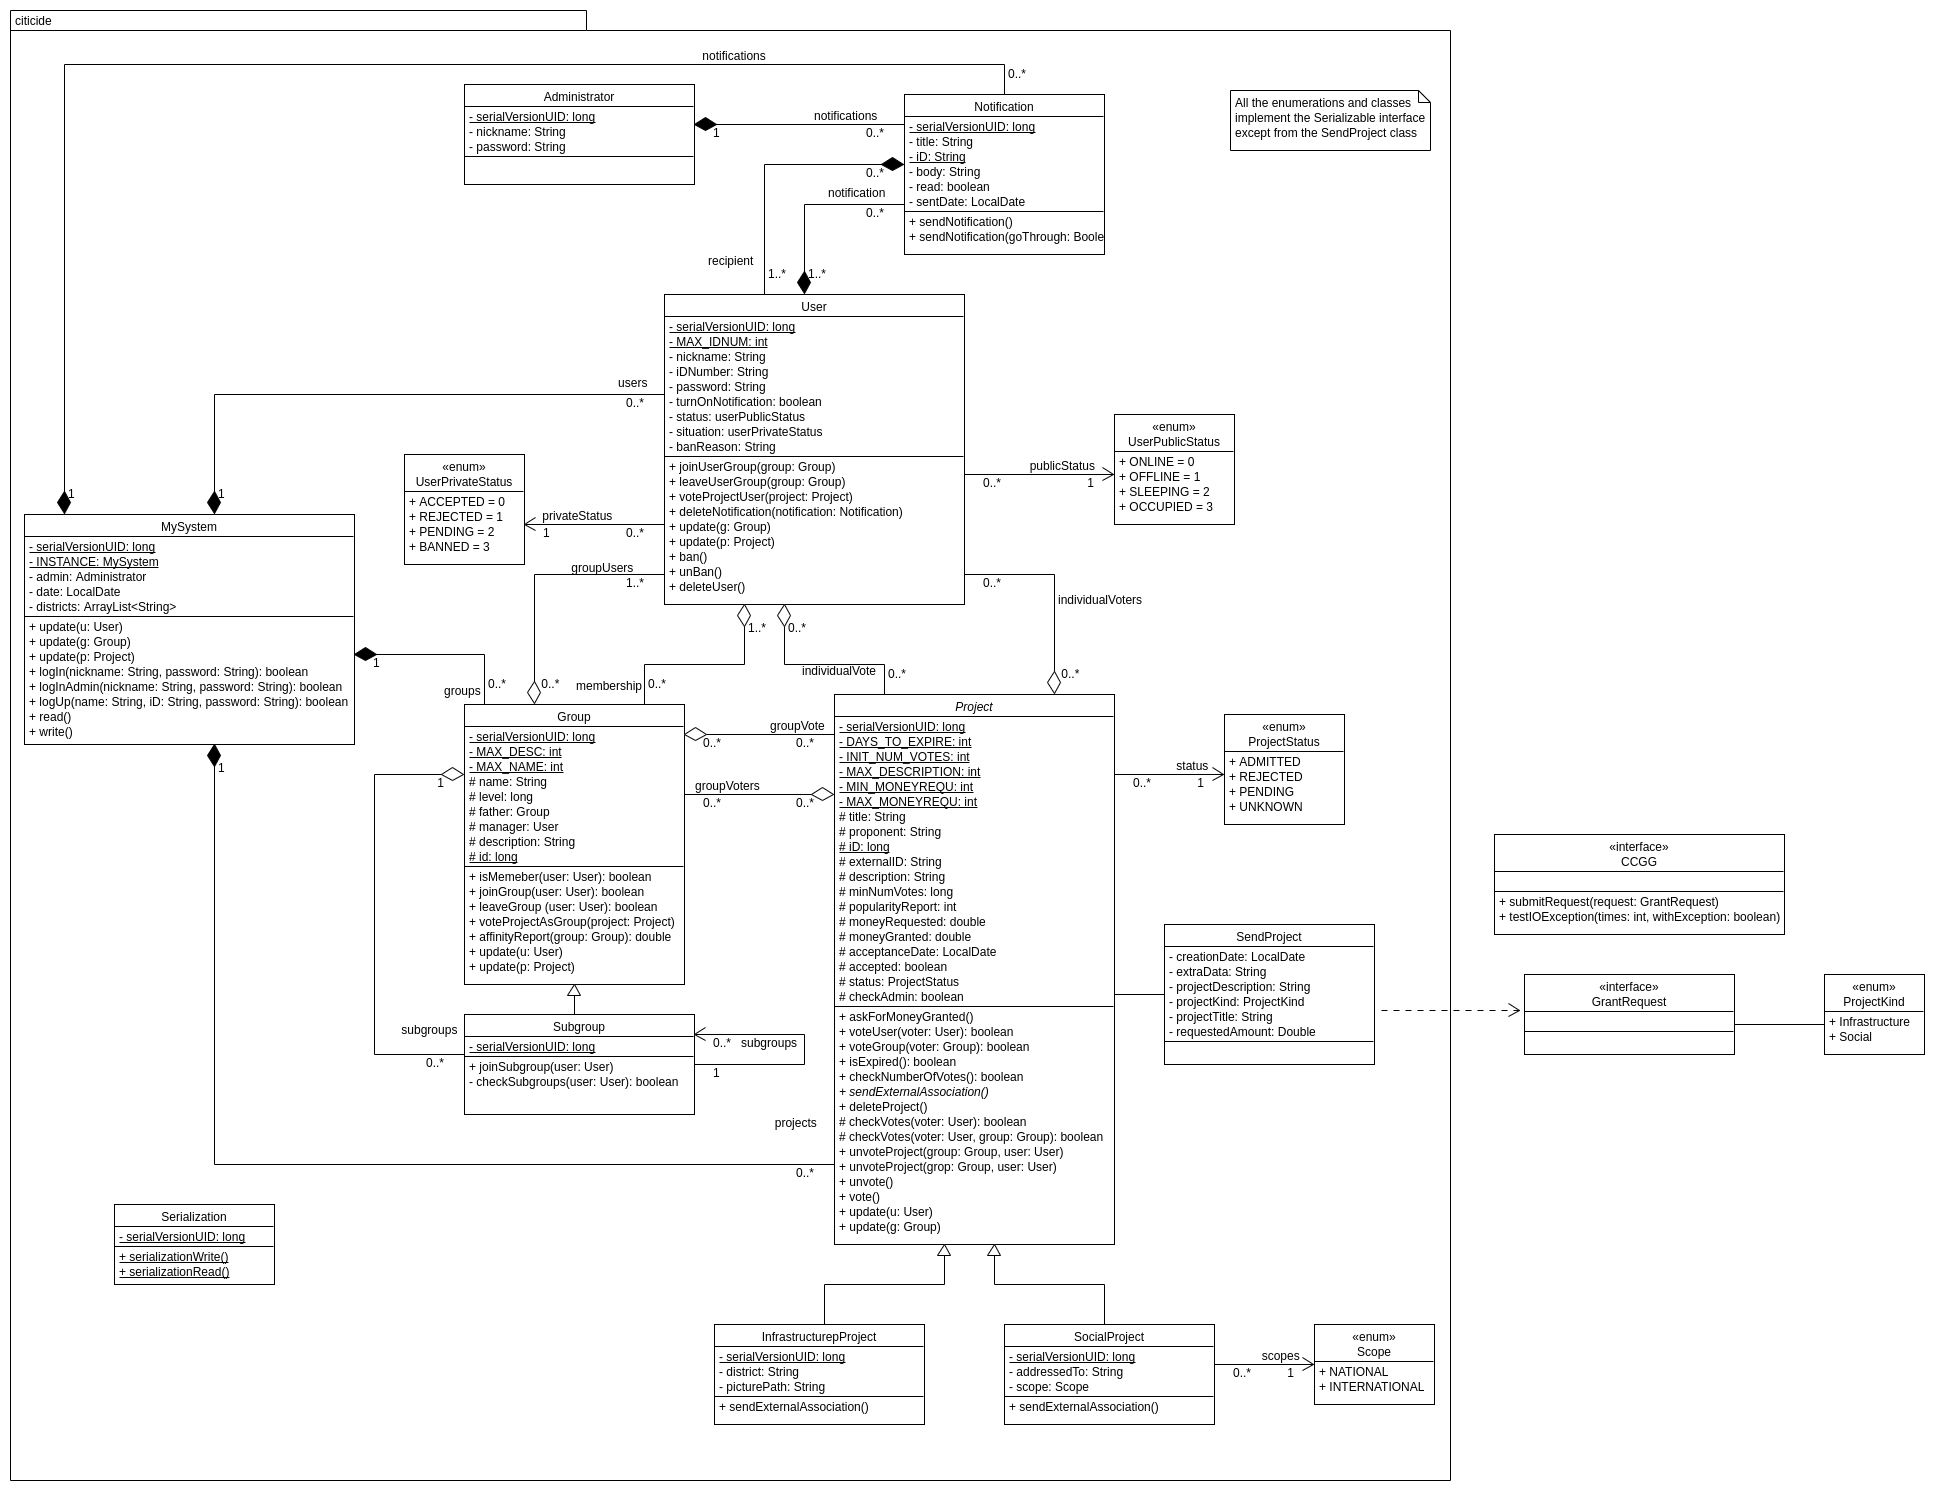 citicide
notifications
0..*
All the enumerations and classes
implement the Serializable interface
except from the SendProject class
Administrator
- serialVersionUID: long
- nickname: String
- password: String
1
notifications
0..*
Notification
- serialVersionUID: long
- title: String
- iD: String
- body: String
- read: boolean
- sentDate: LocalDate
+ sendNotification()
+ sendNotification(goThrough: Boole
0..*
notification
0..*
recipient
1..*
1..*
User
- serialVersionUID: long
- MAX_IDNUM: int
- nickname: String
- iDNumber: String
- password: String
- turnOnNotification: boolean
- status: userPublicStatus
- situation: userPrivateStatus
- banReason: String
+ joinUserGroup(group: Group)
+ leaveUserGroup(group: Group)
+ voteProjectUser(project: Project)
+ deleteNotification(notification: Notification)
+ update(g: Group)
+ update(p: Project)
+ ban()
+ unBan()
+ deleteUser()
users
0..*
publicStatus
0..*
1
«enum»
UserPublicStatus
+ ONLINE = 0
+ OFFLINE = 1
+ SLEEPING = 2
+ OCCUPIED = 3
«enum»
UserPrivateStatus
+ ACCEPTED = 0
+ REJECTED = 1
+ PENDING = 2
+ BANNED = 3
privateStatus
1
0..*
groupUsers
1..*
0..*
individualVoters
1
1
MySystem
- serialVersionUID: long
- INSTANCE: MySystem
- admin: Administrator
- date: LocalDate
- districts: ArrayList<String>
+ update(u: User)
+ update(g: Group)
+ update(p: Project)
+ logIn(nickname: String, password: String): boolean
+ logInAdmin(nickname: String, password: String): boolean
+ logUp(name: String, iD: String, password: String): boolean
+ read()
+ write()
1
1
groups
0..*
0..*
membership
0..*
1..*
0..*
individualVote
0..*
0..*
Group
- serialVersionUID: long
- MAX_DESC: int
- MAX_NAME: int
# name: String
# level: long
# father: Group
# manager: User
# description: String
# id: long
+ isMemeber(user: User): boolean
+ joinGroup(user: User): boolean
+ leaveGroup (user: User): boolean
+ voteProjectAsGroup(project: Project)
+ affinityReport(group: Group): double
+ update(u: User)
+ update(p: Project)
groupVote
0..*
0..*
groupVoters
0..*
0..*
1
subgroups
0..*
Subgroup
- serialVersionUID: long
+ joinSubgroup(user: User)
- checkSubgroups(user: User): boolean
0..*
subgroups
1
projects
0..*
Project
- serialVersionUID: long
- DAYS_TO_EXPIRE: int
- INIT_NUM_VOTES: int
- MAX_DESCRIPTION: int
- MIN_MONEYREQU: int
- MAX_MONEYREQU: int
# title: String
# proponent: String
# iD: long
# externalID: String
# description: String
# minNumVotes: long
# popularityReport: int
# moneyRequested: double
# moneyGranted: double
# acceptanceDate: LocalDate
# accepted: boolean
# status: ProjectStatus
# checkAdmin: boolean
+ askForMoneyGranted()
+ voteUser(voter: User): boolean
+ voteGroup(voter: Group): boolean
+ isExpired(): boolean
+ checkNumberOfVotes(): boolean
+ sendExternalAssociation()
+ deleteProject()
# checkVotes(voter: User): boolean
# checkVotes(voter: User, group: Group): boolean
+ unvoteProject(group: Group, user: User)
+ unvoteProject(grop: Group, user: User)
+ unvote()
+ vote()
+ update(u: User)
+ update(g: Group)
status
0..*
1
«enum»
ProjectStatus
+ ADMITTED
+ REJECTED
+ PENDING
+ UNKNOWN
SendProject
- creationDate: LocalDate
- extraData: String
- projectDescription: String
- projectKind: ProjectKind
- projectTitle: String
- requestedAmount: Double
«interface»
CCGG
+ submitRequest(request: GrantRequest)
+ testIOException(times: int, withException: boolean)
«interface»
GrantRequest
«enum»
ProjectKind
+ Infrastructure
+ Social
Serialization
- serialVersionUID: long
+ serializationWrite()
+ serializationRead()
InfrastructurepProject
- serialVersionUID: long
- district: String
- picturePath: String
+ sendExternalAssociation()
SocialProject
- serialVersionUID: long
- addressedTo: String
- scope: Scope
+ sendExternalAssociation()
scopes
0..*
1
«enum»
Scope
+ NATIONAL
+ INTERNATIONAL